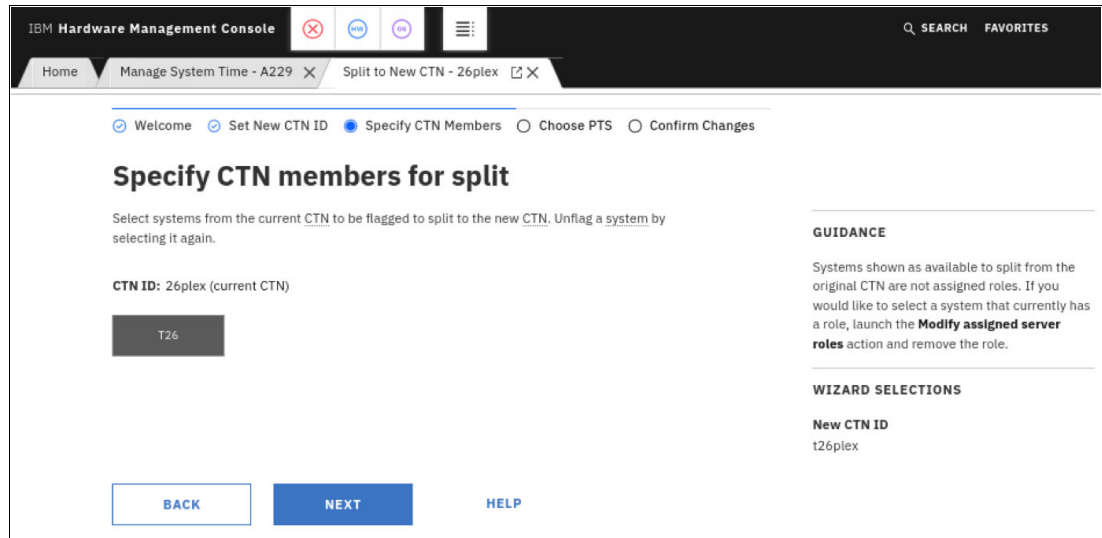 IBM Hardware Management Console
HW
OS
SEARCH FAVORITES
Home
Manage System Time - A229
Split to New CTN - 26plex
Welcome
Set New CTN ID
Specify CTN Members
Choose PTS
Confirm Changes
Specify CTN members for split
Select systems from the current CTN to be flagged to split to the new CTN. Unflag a system by
selecting it again.
CTN ID: 26plex (current CTN)
T26
BACK
NEXT
HELP
GUIDANCE
Systems shown as available to split from the
original CTN are not assigned roles. If you
would like to select a system that currently has
a role, launch the Modify assigned server
roles action and remove the role.
WIZARD SELECTIONS
New CTN ID
t26plex